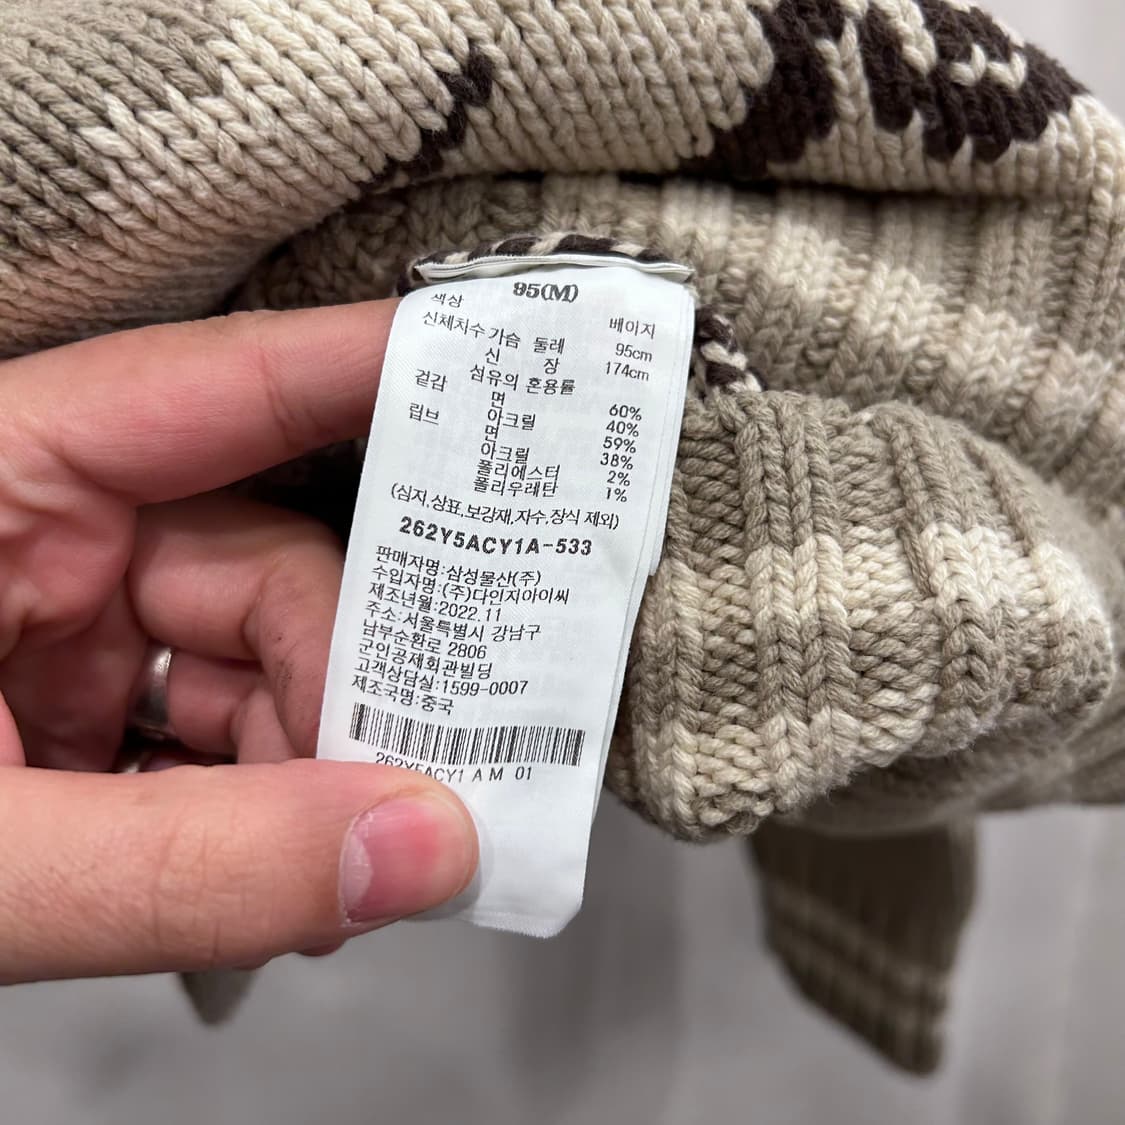 95(M)
색상 베이지
신체치수 가슴 둘레 95cm
신 장 174cm
섬유의 혼용률
겉감 면 60%
아크릴 40%
립브 면 59%
아크릴 38%
폴리에스터 2%
폴리우레탄 1%
(심지,상표,보강재,자수,장식 제외)
262Y5ACY1A-533
판매자명:삼성물산(주)
수입자명:(주)다인지아이씨
제조년월:2022.11
주소:서울특별시 강남구
남부순환로 2806
군인공제회관빌딩
고객상담실:1599-0007
제조국명:중국
262Y5ACY1 A M 01